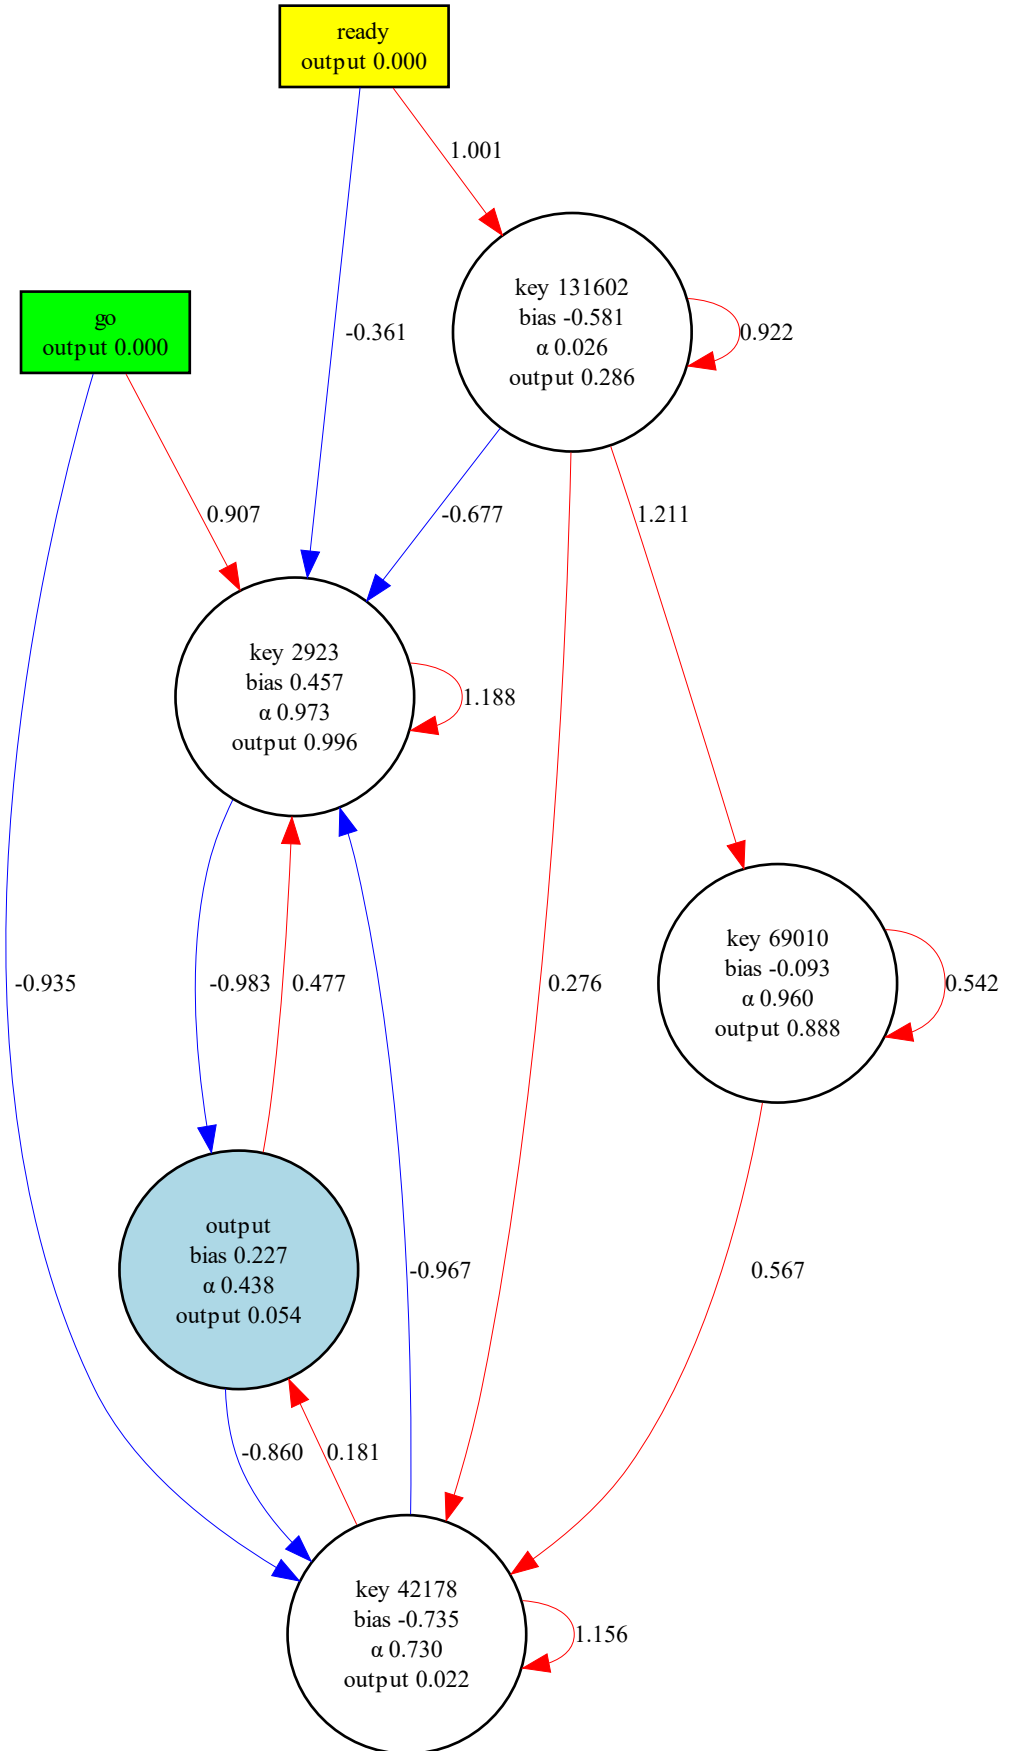 ready
output 0.000
1.001
key 131602
bias -0.581
α 0.026
output 0.286
0.922
-0.361
go
output 0.000
0.907
-0.677
1.211
key 2923
bias 0.457
α 0.973
output 0.996
1.188
key 69010
bias -0.093
α 0.960
output 0.888
0.542
-0.935
-0.983
0.477
0.276
output
bias 0.227
α 0.438
output 0.054
-0.967
0.567
-0.860
0.181
key 42178
bias -0.735
α 0.730
output 0.022
1.156